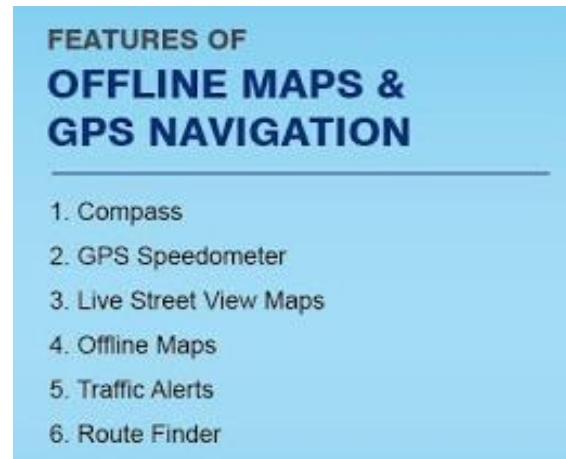 FEATURES OF
OFFLINE MAPS &
GPS NAVIGATION
1. Compass
2. GPS Speedometer
3. Live Street View Maps
4. Offline Maps
5. Traffic Alerts
6. Route Finder